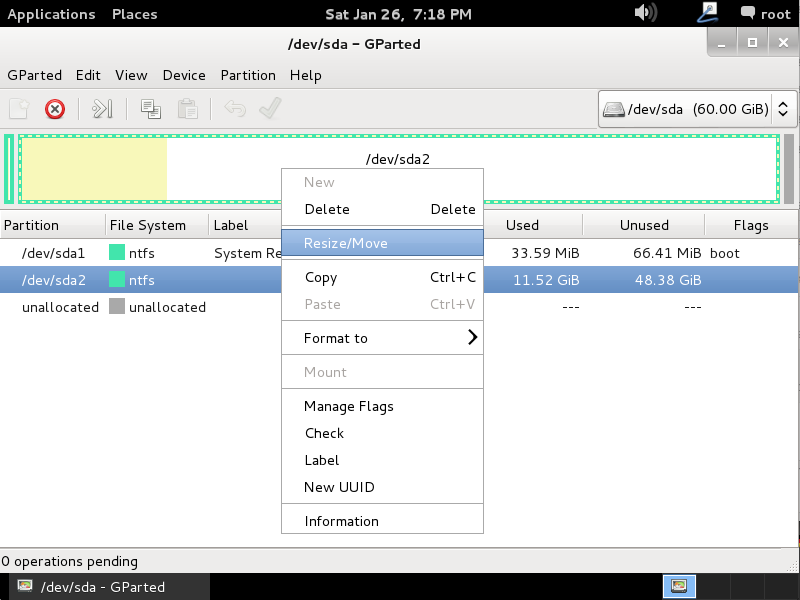 Applications Places Sat Jan 26, 7:18 PM root
/dev/sda - GParted
GParted Edit View Device Partition Help
/dev/sda (60.00 GiB)
/dev/sda2
Partition File System Label Used Unused Flags
/dev/sda1 ntfs System Re 33.59 MiB 66.41 MiB boot
/dev/sda2 ntfs 11.52 GiB 48.38 GiB
unallocated unallocated --- ---
New
Delete Delete
Resize/Move
Copy Ctrl+C
Paste Ctrl+V
Format to
Mount
Manage Flags
Check
Label
New UUID
Information
0 operations pending
/dev/sda - GParted